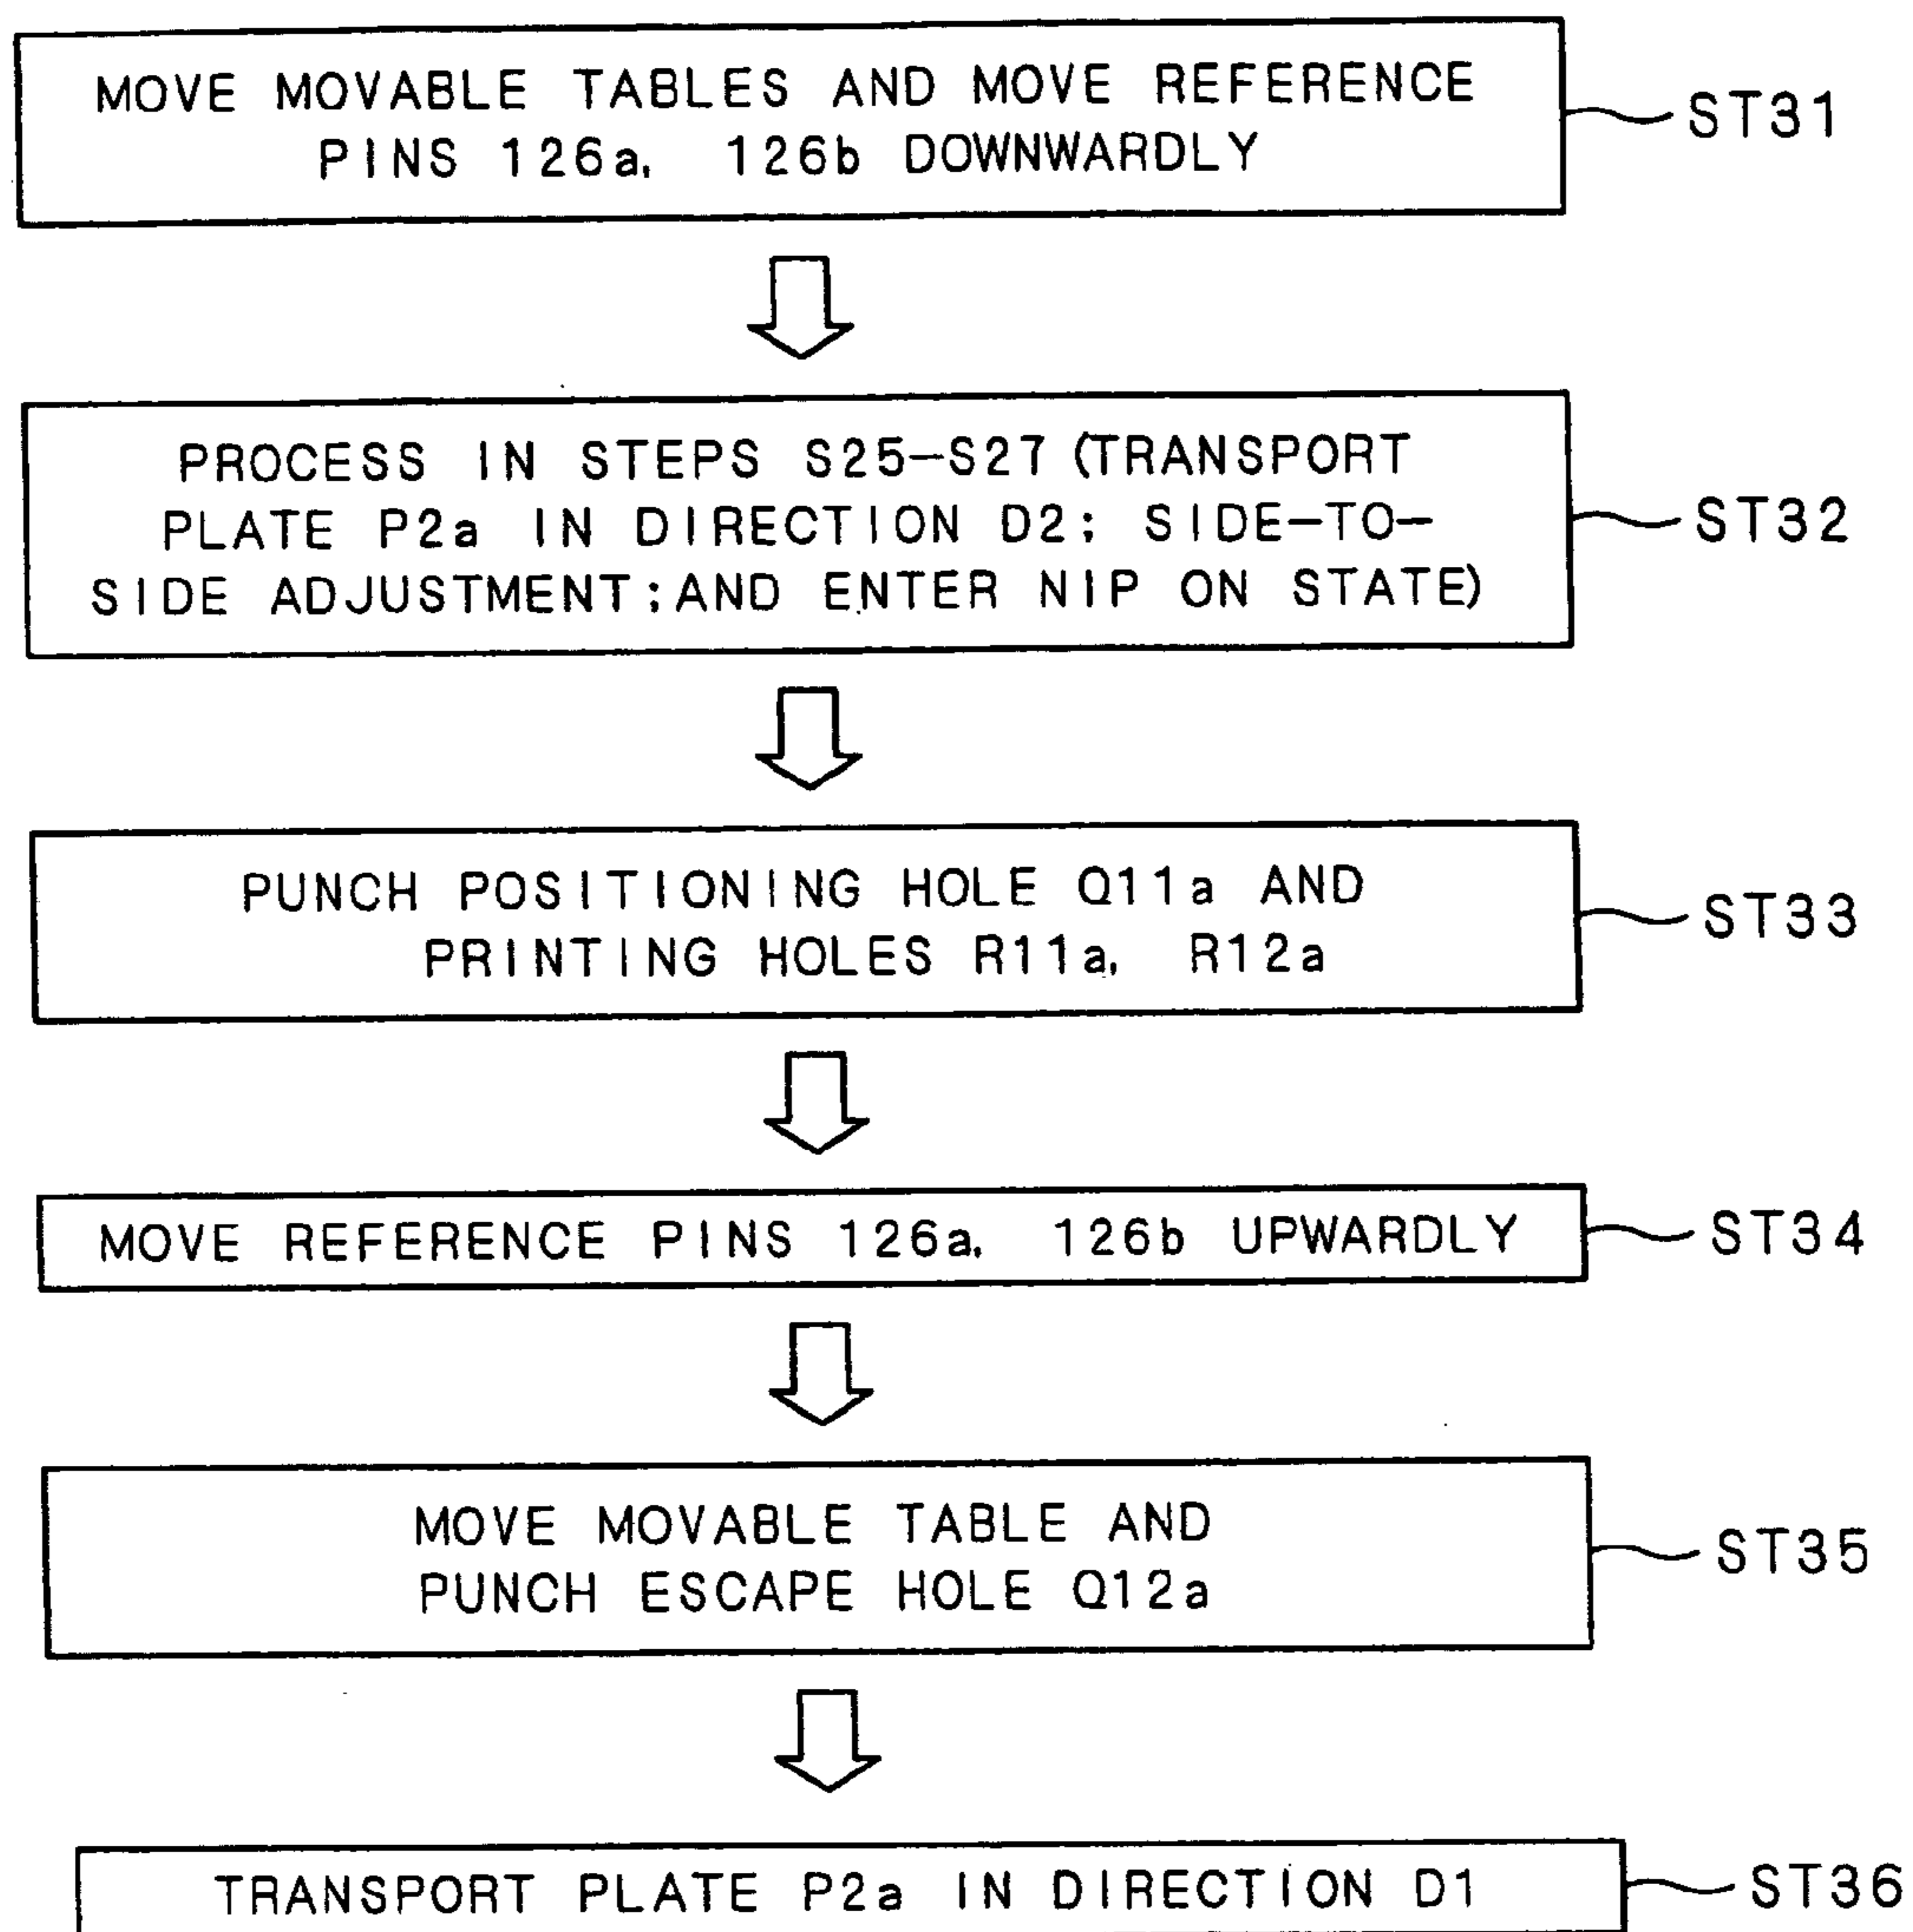 MOVE MOVABLE TABLES AND MOVE REFERENCE
PINS 126a, 126b DOWNWARDLY
ST31
PROCESS IN STEPS S25-S27 (TRANSPORT
PLATE P2a IN DIRECTION D2; SIDE-TO-
SIDE ADJUSTMENT;AND ENTER NIP ON STATE)
ST32
PUNCH POSITIONING HOLE Q11a AND
PRINTING HOLES R11a, R12a
ST33
MOVE REFERENCE PINS 126a, 126b UPWARDLY
ST34
MOVE MOVABLE TABLE AND
PUNCH ESCAPE HOLE Q12a
ST35
TRANSPORT PLATE P2a IN DIRECTION D1
ST36